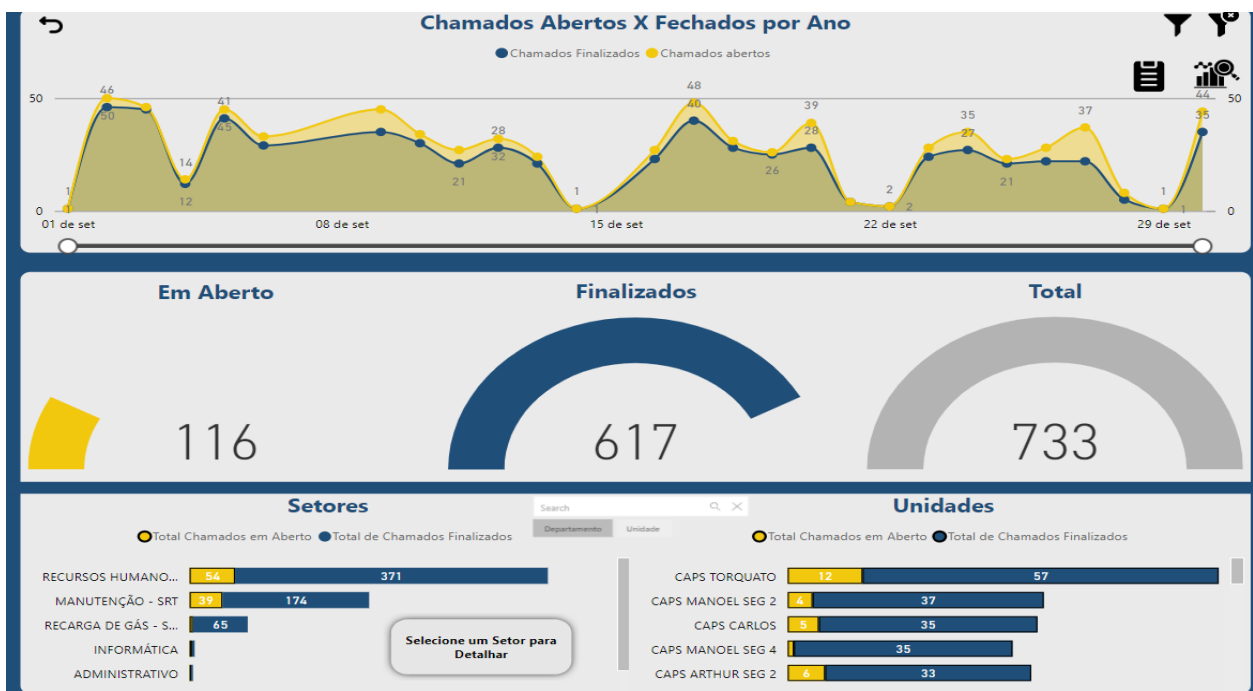 Chamados Abertos X Fechados por Ano
Chamados Finalizados Chamados abertos
50
0
46
50
1
1
14
12
41
45
21
28
32
1
1
48
40
26
39
28
2
2
35
27
21
37
1
1
44
35
50
0
01 de set
08 de set
15 de set
22 de set
29 de set
Em Aberto
116
Finalizados
617
Total
733
Setores
Total Chamados em Aberto Total de Chamados Finalizados
RECURSOS HUMANO... 54 371
MANUTENÇÃO - SRT 39 174
RECARGA DE GÁS - S... 65
INFORMÁTICA
ADMINISTRATIVO
Selecione um Setor para
Detalhar
Search
Departamento Unidade
Unidades
Total Chamados em Aberto Total de Chamados Finalizados
CAPS TORQUATO 12 57
CAPS MANOEL SEG 2 4 37
CAPS CARLOS 5 35
CAPS MANOEL SEG 4 35
CAPS ARTHUR SEG 2 6 33